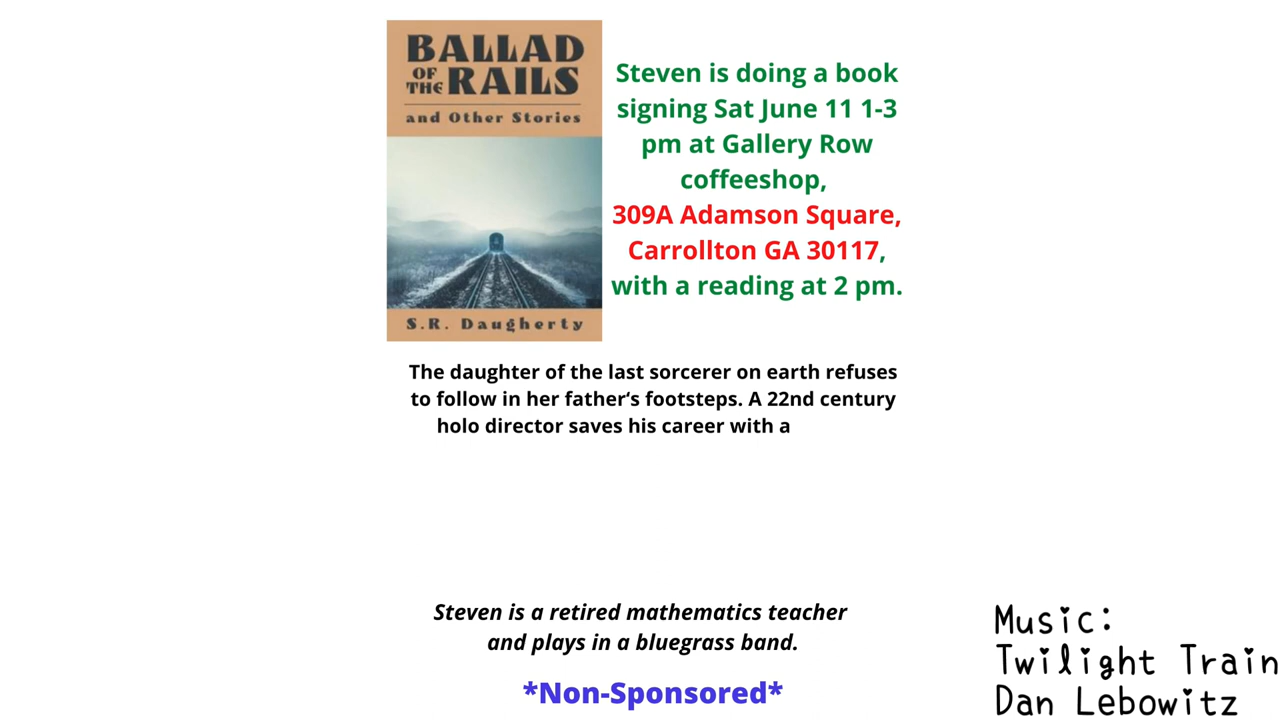 BALLAD
OF THE RAILS
and Other Stories
S.R. Daugherty
Steven is doing a book
signing Sat June 11 1-3
pm at Gallery Row
coffeeshop,
309A Adamson Square,
Carrollton GA 30117,
with a reading at 2 pm.
The daughter of the last sorcerer on earth refuses
to follow in her father‘s footsteps. A 22nd century
holo director saves his career with a
Steven is a retired mathematics teacher
and plays in a bluegrass band.
*Non-Sponsored*
Music:
Twilight Train
Dan Lebowitz